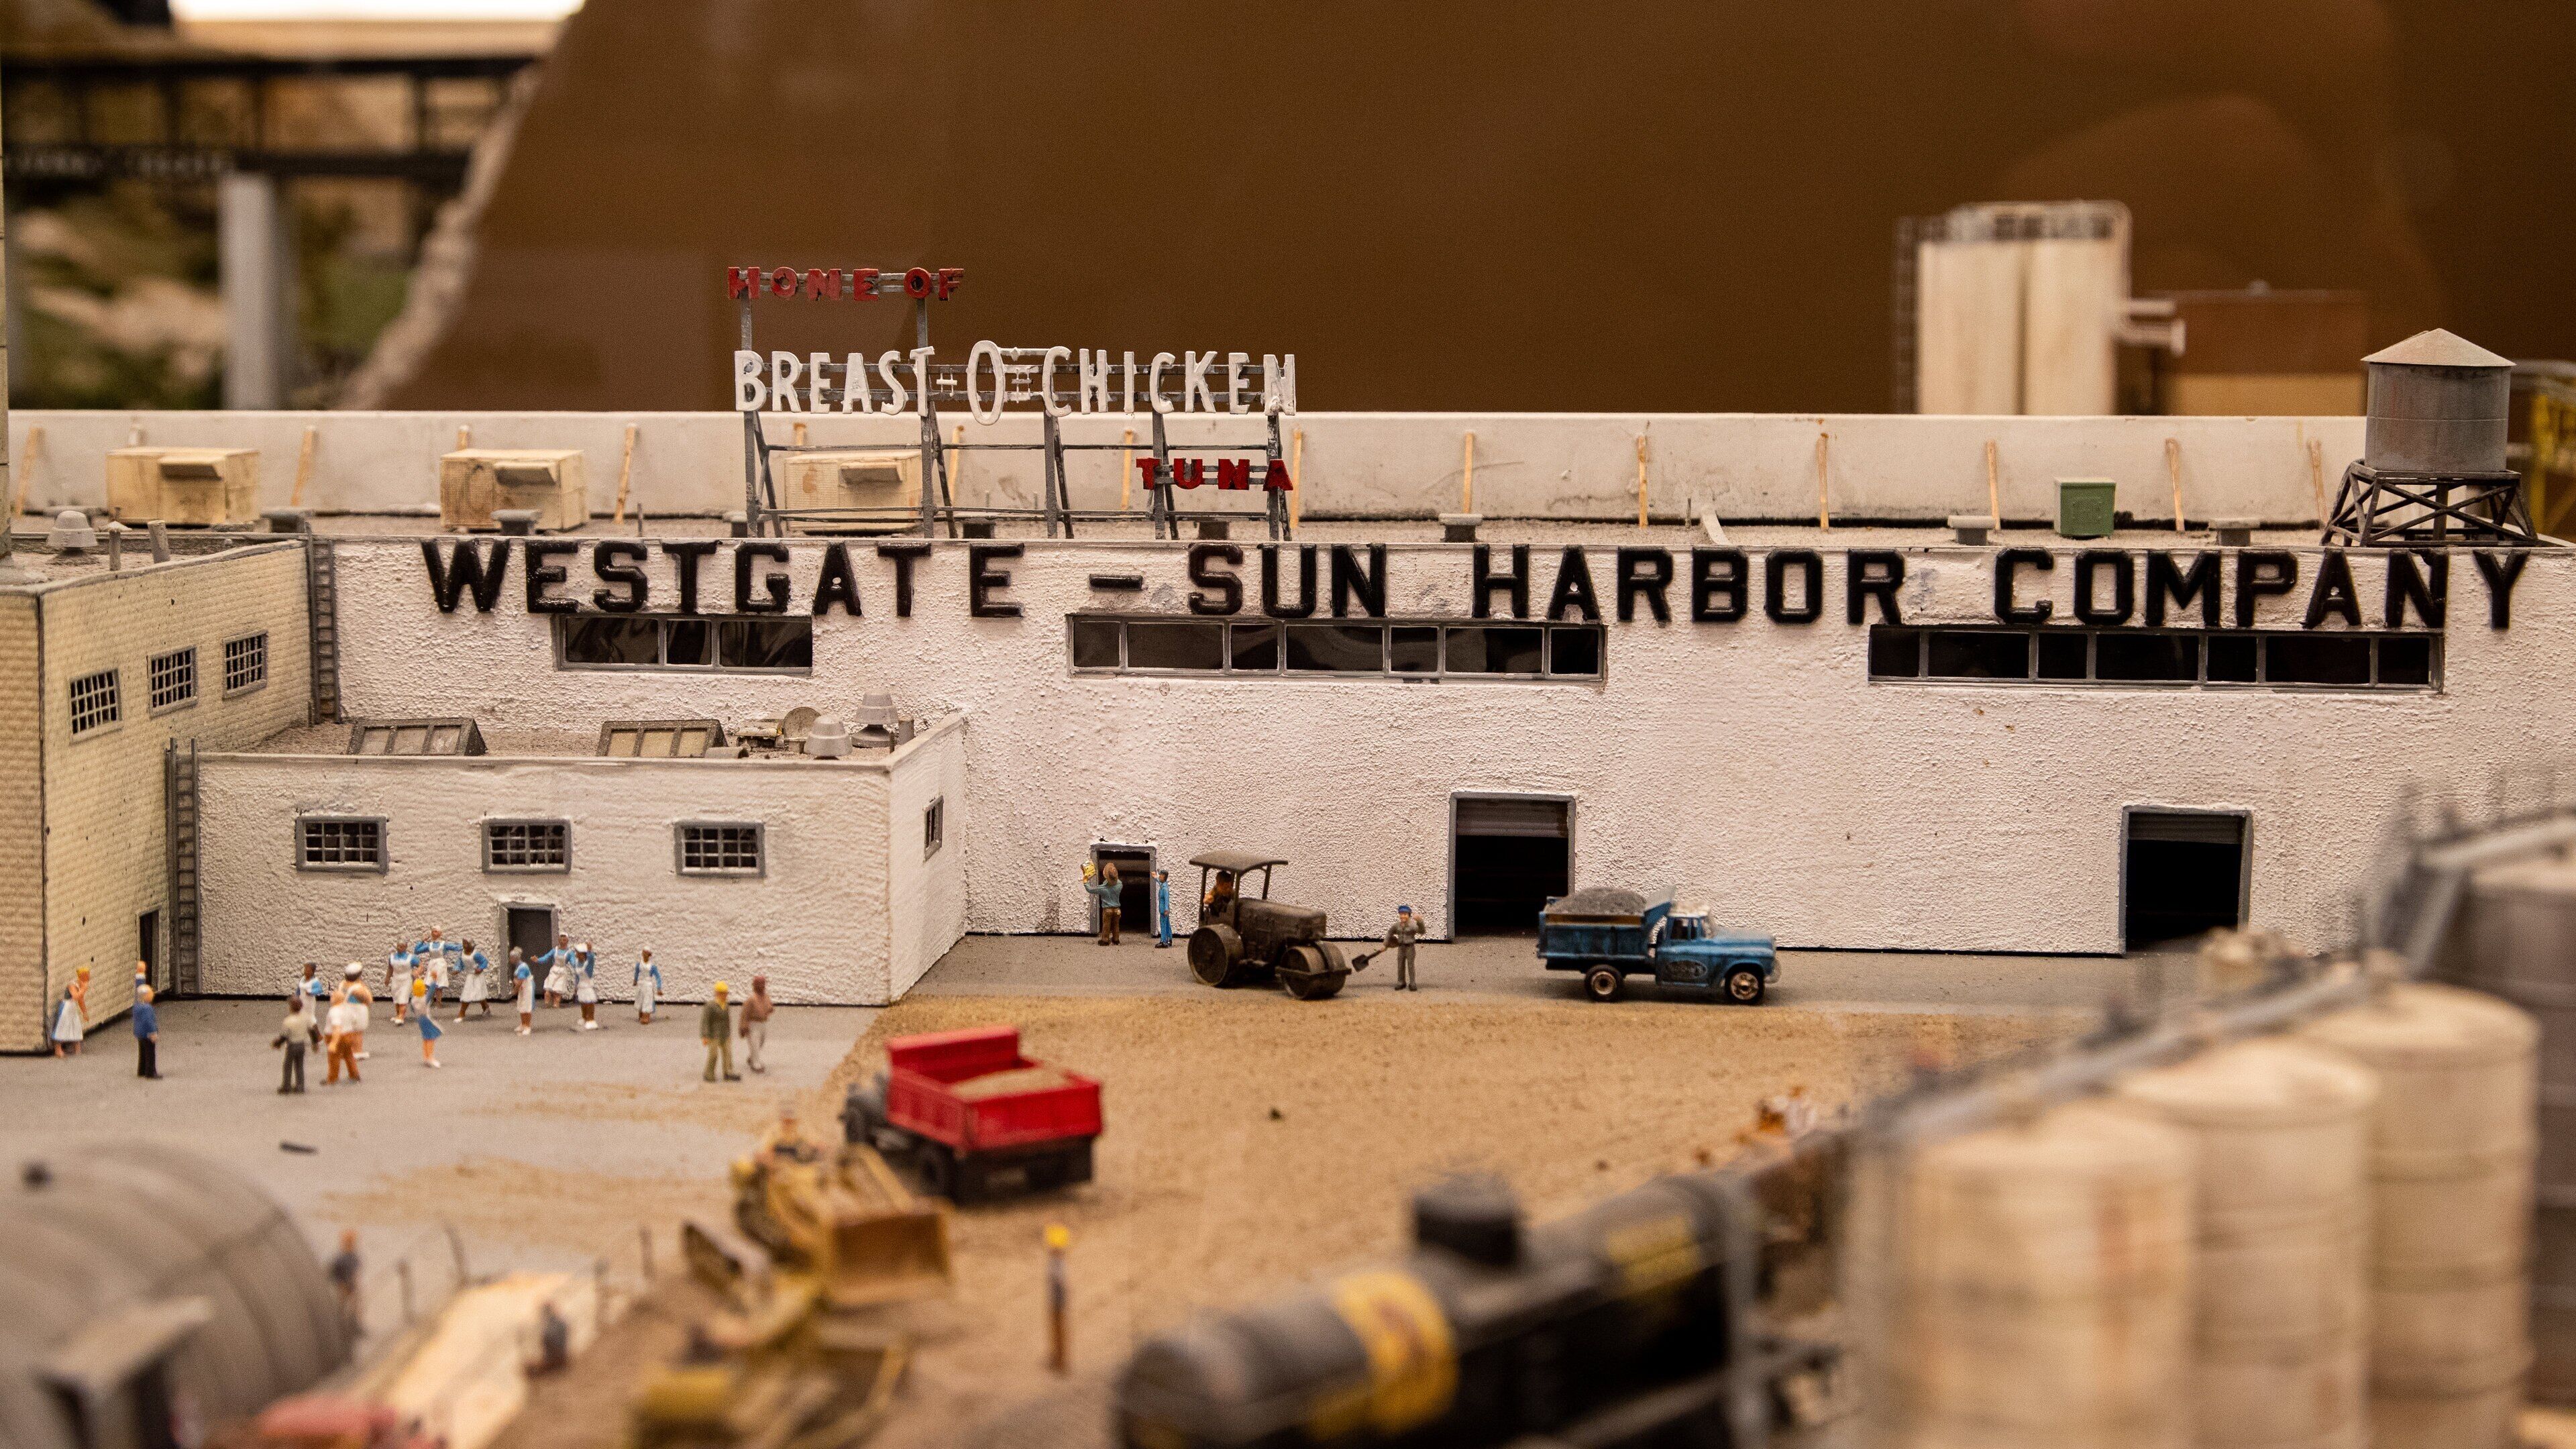 HOME OF
BREAST-O-CHICKEN
TUNA
WESTGATE - SUN HARBOR COMPANY